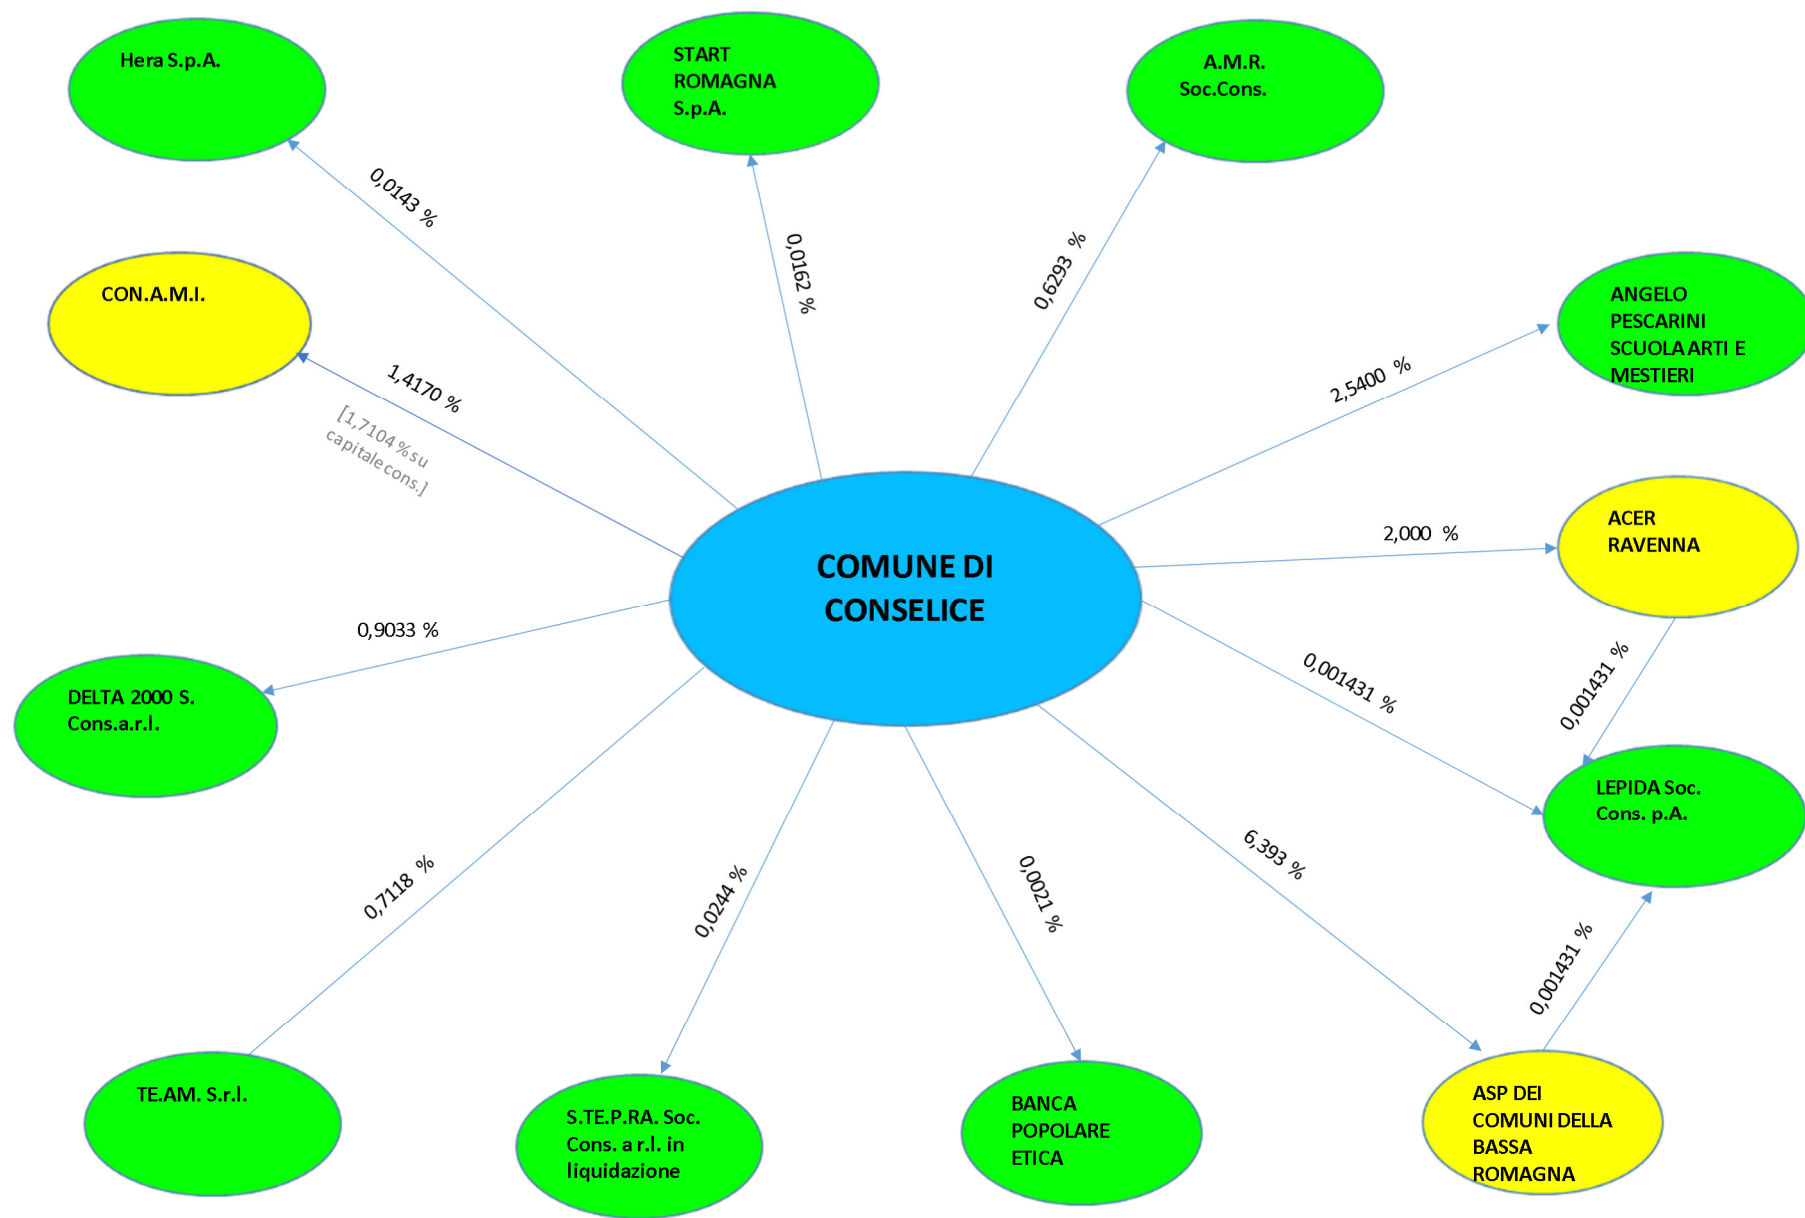 Hera S.p.A.
START
ROMAGNA
S.p.A.
A.M.R.
Soc.Cons.
0,0143 %
0,0162 %
0,6293 %
CON.A.M.I.
ANGELO
PESCARINI
SCUOLA ARTI E
MESTIERI
1,4170 %
[1,7104 % su
capitale cons.]
2,5400 %
ACER
RAVENNA
2,000 %
COMUNE DI
CONSELICE
0,9033 %
0,001431 %
0,001431 %
DELTA 2000 S.
Cons.a.r.l.
LEPIDA Soc.
Cons. p.A.
0,7118 %
0,0244 %
0,0021 %
6,393 %
0,001431 %
TE.AM. S.r.l.
S.TE.P.RA. Soc.
Cons. a r.l. in
liquidazione
BANCA
POPOLARE
ETICA
ASP DEI
COMUNI DELLA
BASSA
ROMAGNA